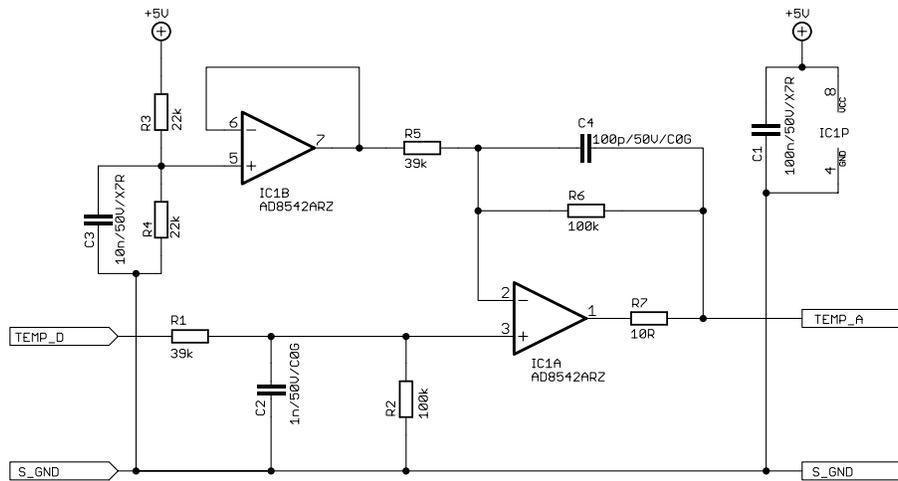 +5V
+5V
R3
22k
6
5
7
IC1B
AD8542ARZ
R5
39k
C4
100p/50V/C0G
C1
100n/50V/X7R
8
VCC
IC1P
4
GND
C3
10n/50V/X7R
R4
22k
R6
100k
2
3
1
IC1A
AD8542ARZ
R7
10R
TEMP_A
TEMP_D
R1
39k
C2
1n/50V/C0G
R2
100k
S_GND
S_GND